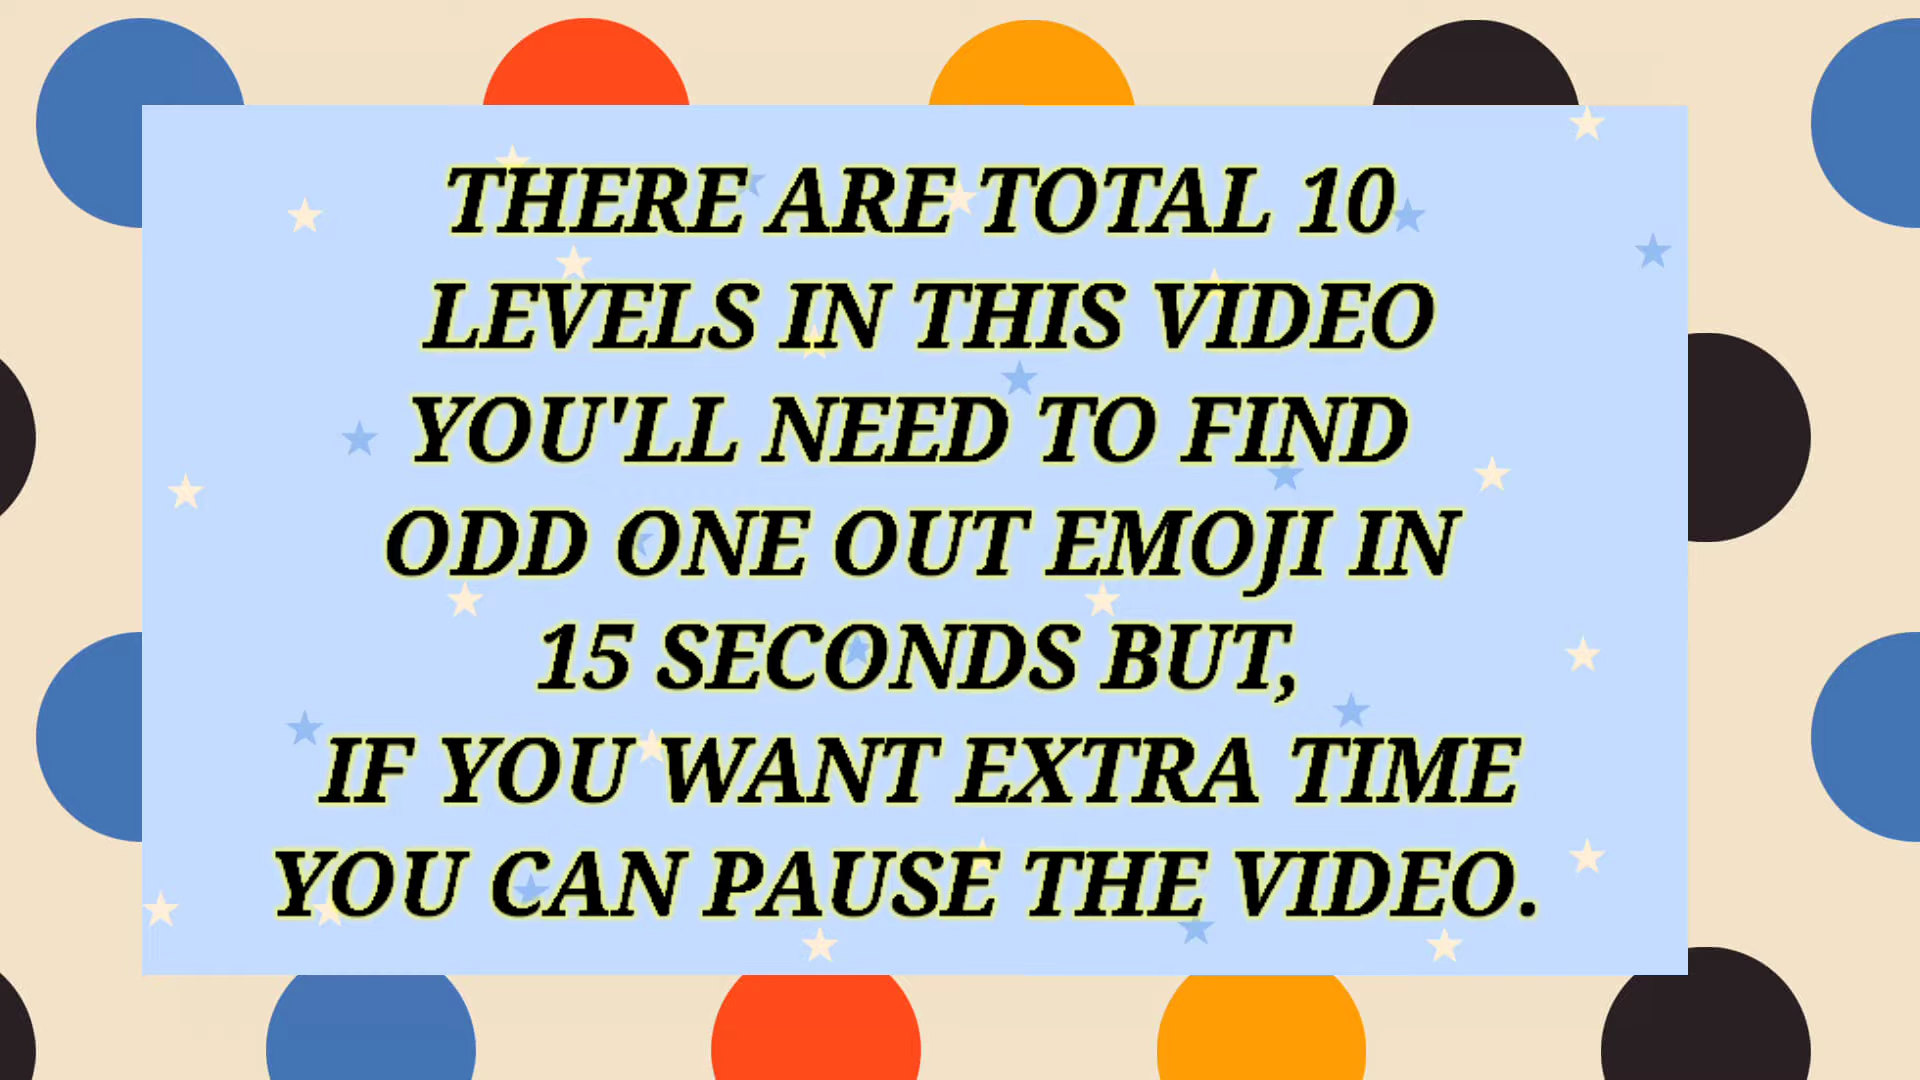 THERE ARE TOTAL 10
LEVELS IN THIS VIDEO
YOU'LL NEED TO FIND
ODD ONE OUT EMOJI IN
15 SECONDS BUT,
IF YOU WANT EXTRA TIME
YOU CAN PAUSE THE VIDEO.